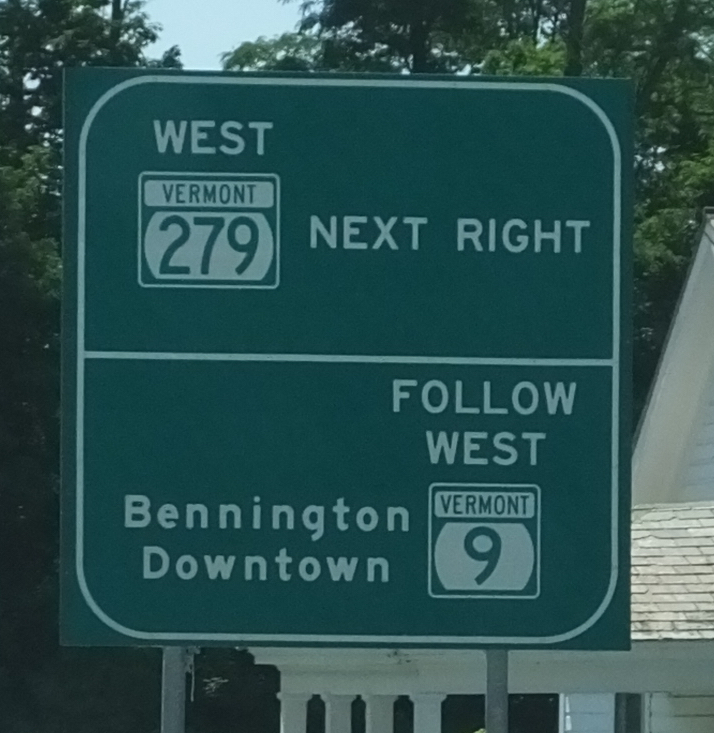 WEST
VERMONT
279
NEXT RIGHT
FOLLOW
WEST
Bennington
Downtown
VERMONT
9